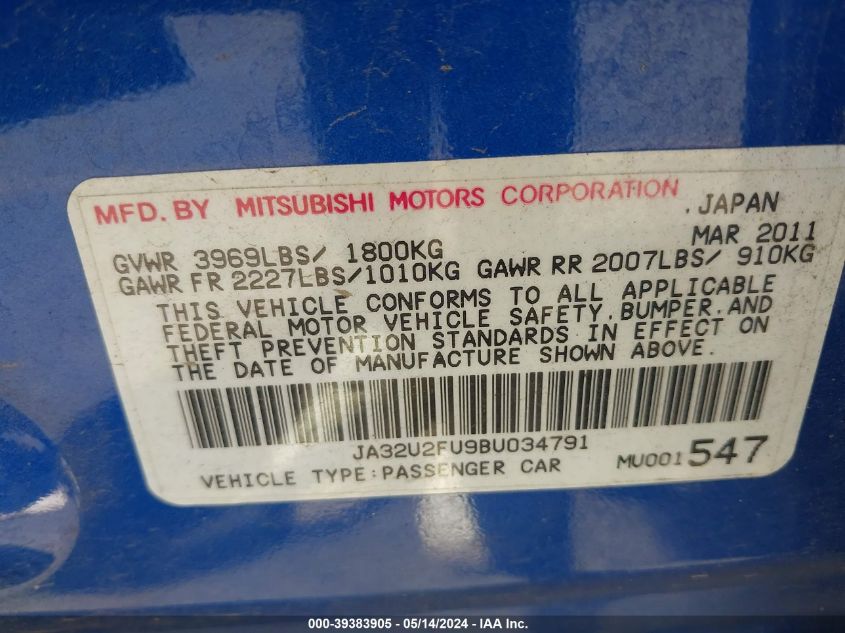 MFD. BY MITSUBISHI MOTORS CORPORATION
, JAPAN
MAR 2011
GVWR 3969LBS/ 1800KG
GAWR FR 2227LBS/1010KG GAWR RR 2007LBS/ 910KG
THIS VEHICLE CONFORMS TO ALL APPLICABLE
FEDERAL MOTOR VEHICLE SAFETY, BUMPER, AND
THEFT PREVENTION STANDARDS IN EFFECT ON
THE DATE OF MANUFACTURE SHOWN ABOVE.
JA32U2FU9BU034791
VEHICLE TYPE:PASSENGER CAR MU001547
000-39383905 - 05/14/2024 - IAA Inc.